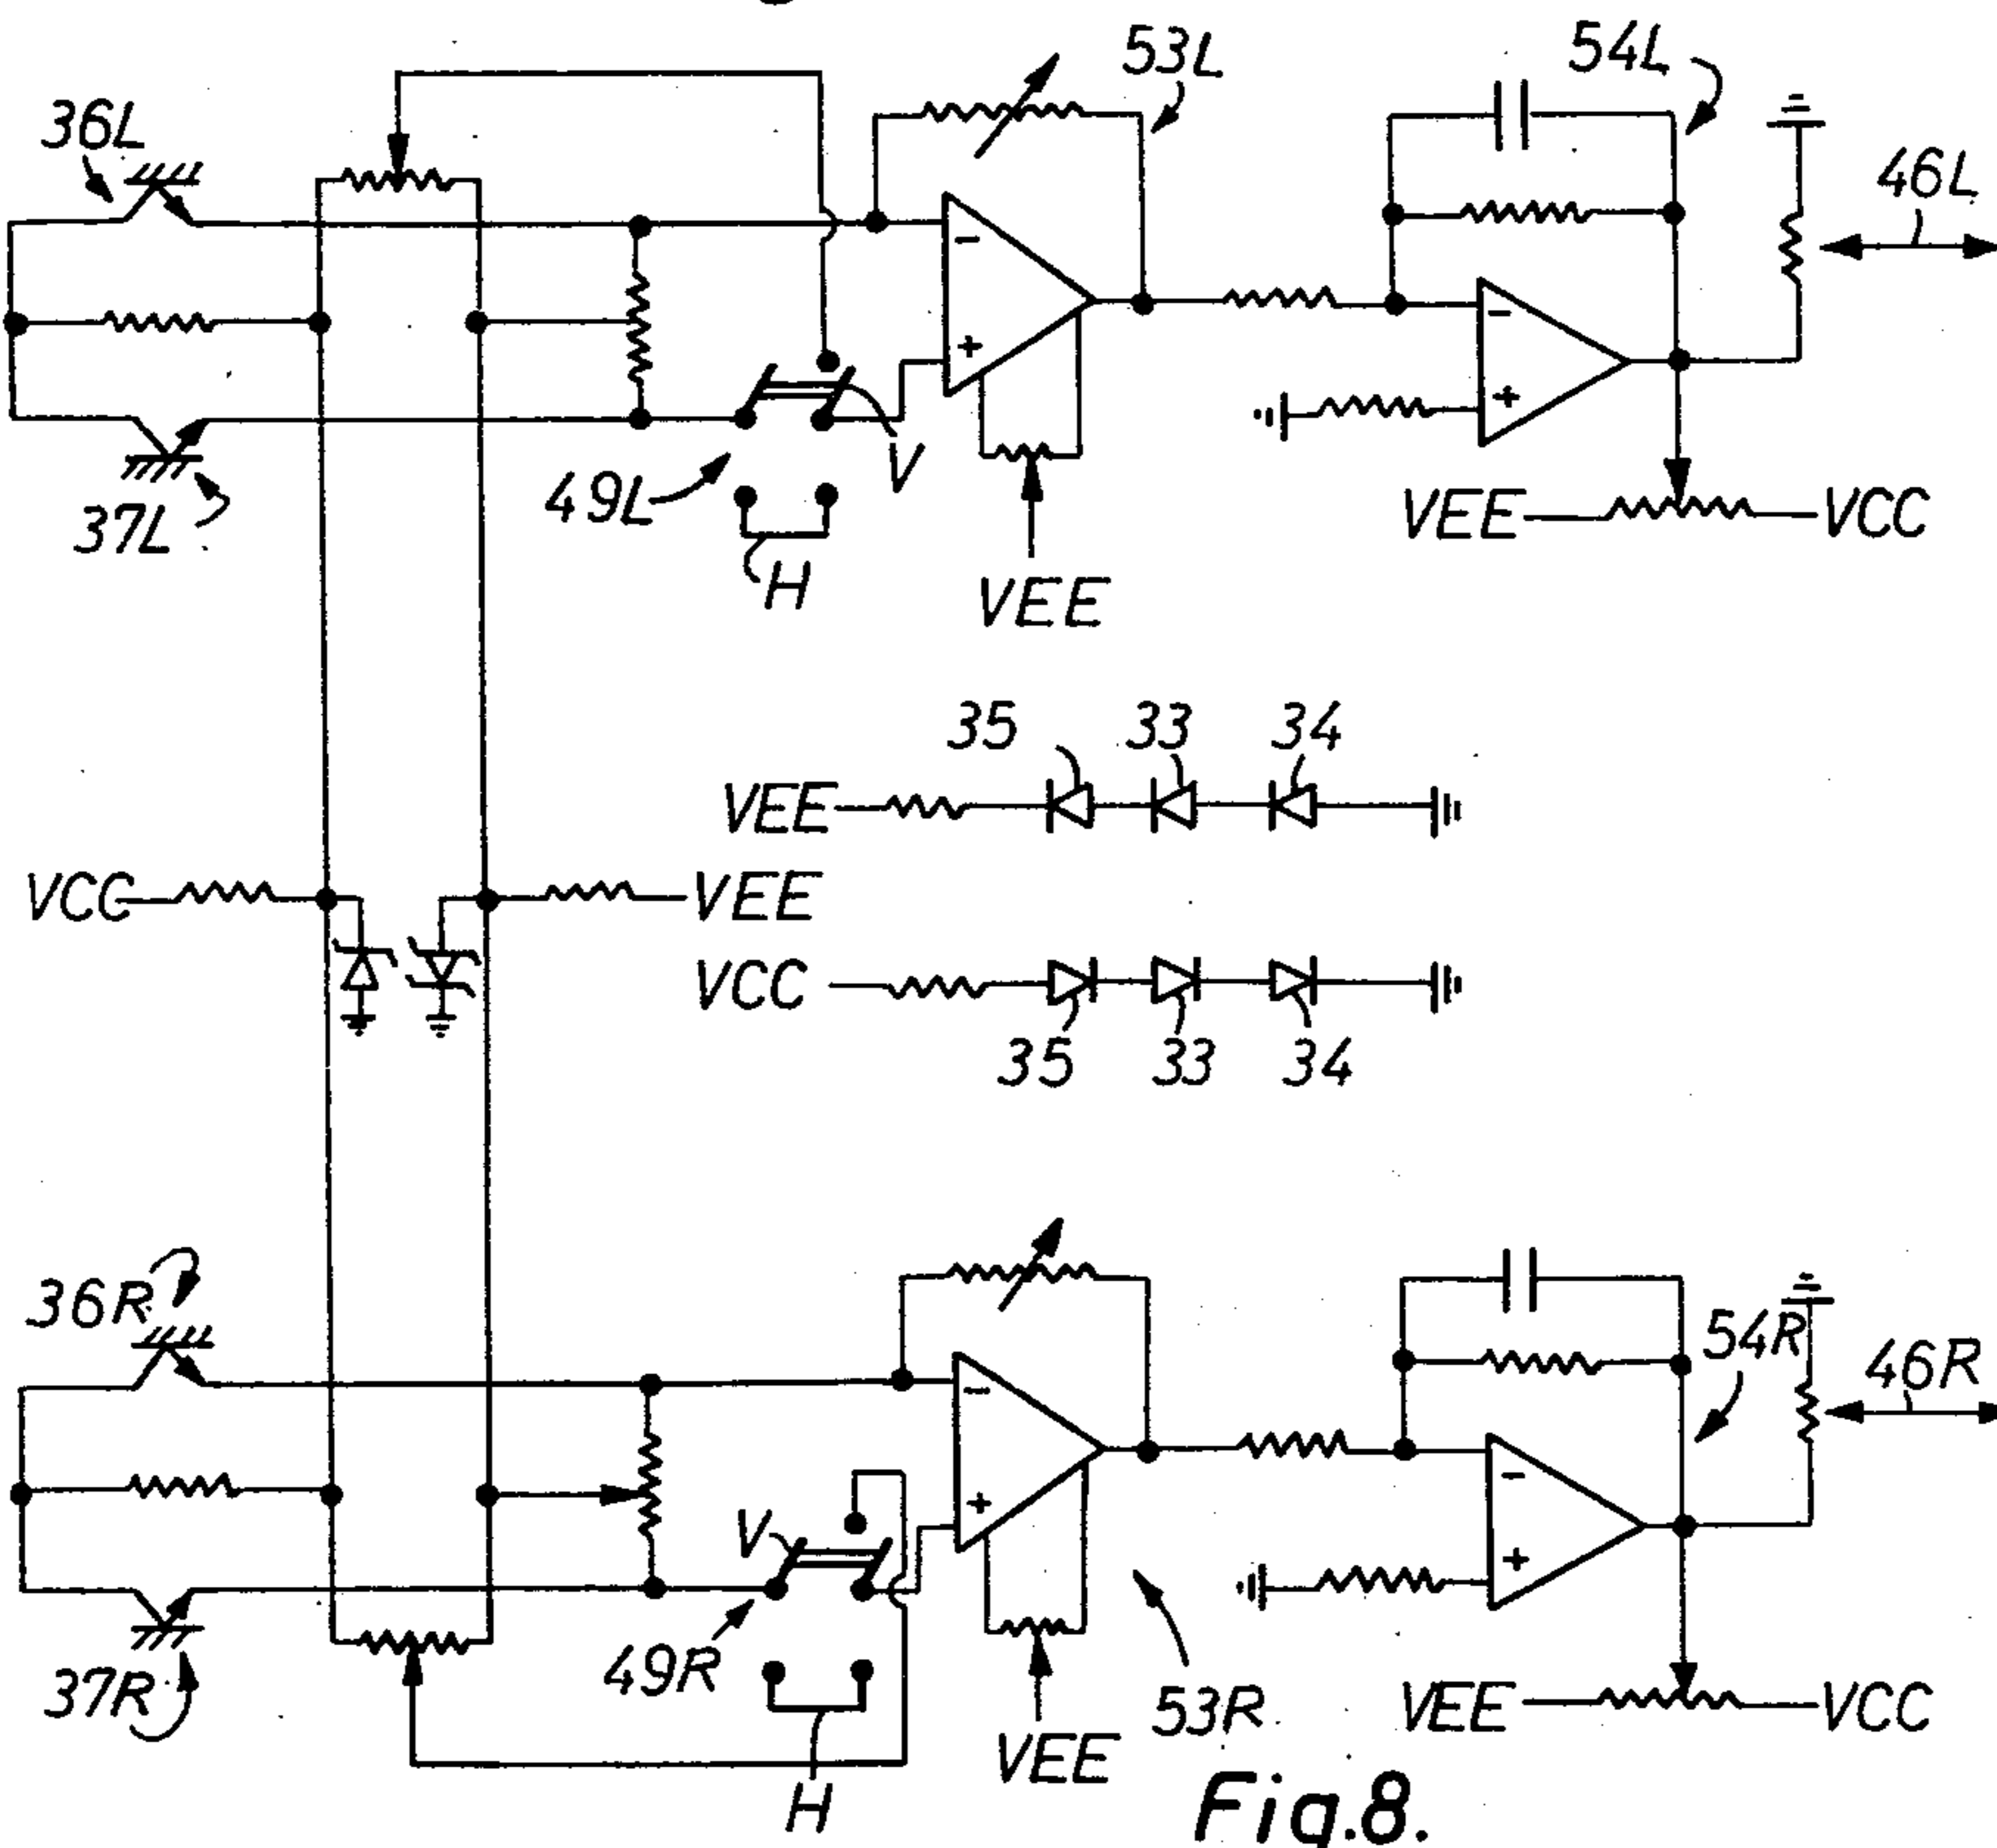 53L
54L
36L
46L
-
+
-
+
V
49L
37L
H
VEE
VEE
VCC
35
33
34
VEE
VCC
VEE
VCC
35
33
34
36R
54R
46R
-
+
-
+
V
49R
37R
53R
VEE
VCC
VEE
H
Fig.8.